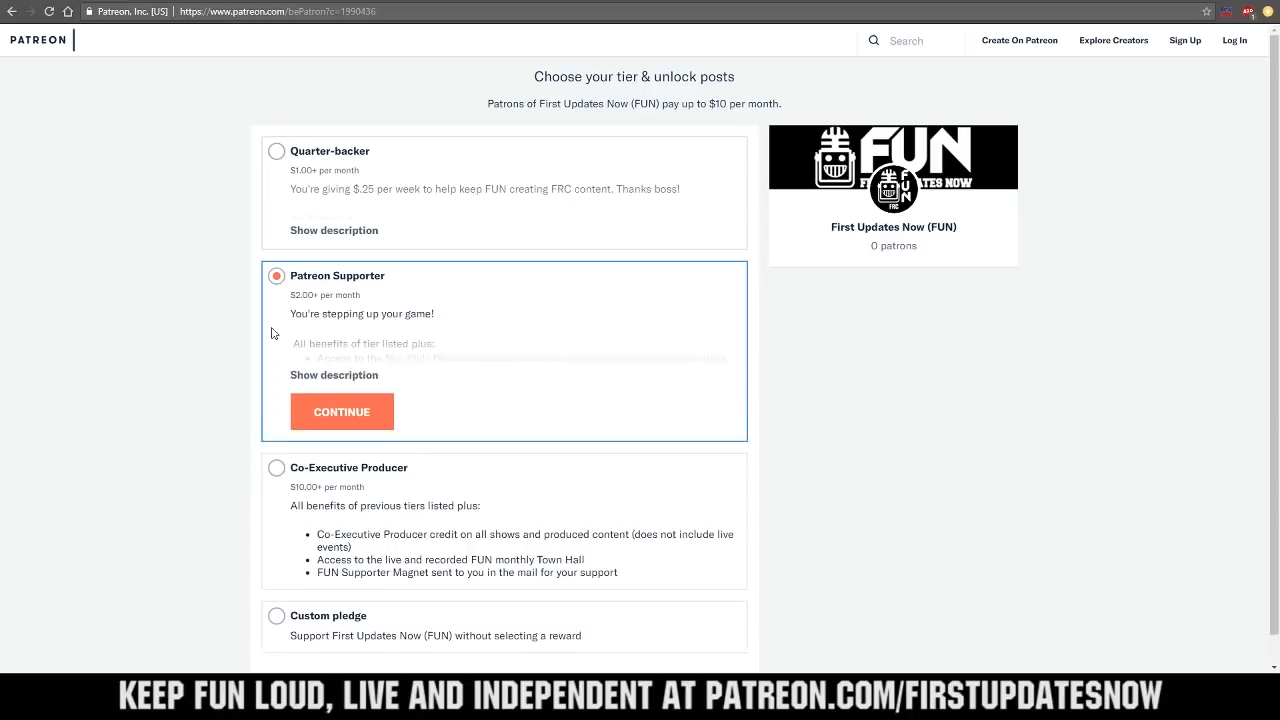 Patreon, Inc. [US] | https://www.patreon.com/bePatron?c=1990436
PATREON
Search
Create On Patreon
Explore Creators
Sign Up
Log In
Choose your tier & unlock posts
Patrons of First Updates Now (FUN) pay up to $10 per month.
Quarter-backer
$1.00+ per month
You're giving $.25 per week to help keep FUN creating FRC content. Thanks boss!
Show description
Patreon Supporter
$2.00+ per month
You're stepping up your game!
All benefits of tier listed plus:
• Access to the
Show description
CONTINUE
Co-Executive Producer
$10.00+ per month
All benefits of previous tiers listed plus:
• Co-Executive Producer credit on all shows and produced content (does not include live
events)
• Access to the live and recorded FUN monthly Town Hall
• FUN Supporter Magnet sent to you in the mail for your support
Custom pledge
Support First Updates Now (FUN) without selecting a reward
FUN
TES NOW
FUN
FRC
First Updates Now (FUN)
0 patrons
KEEP FUN LOUD, LIVE AND INDEPENDENT AT PATREON.COM/FIRSTUPDATESNOW